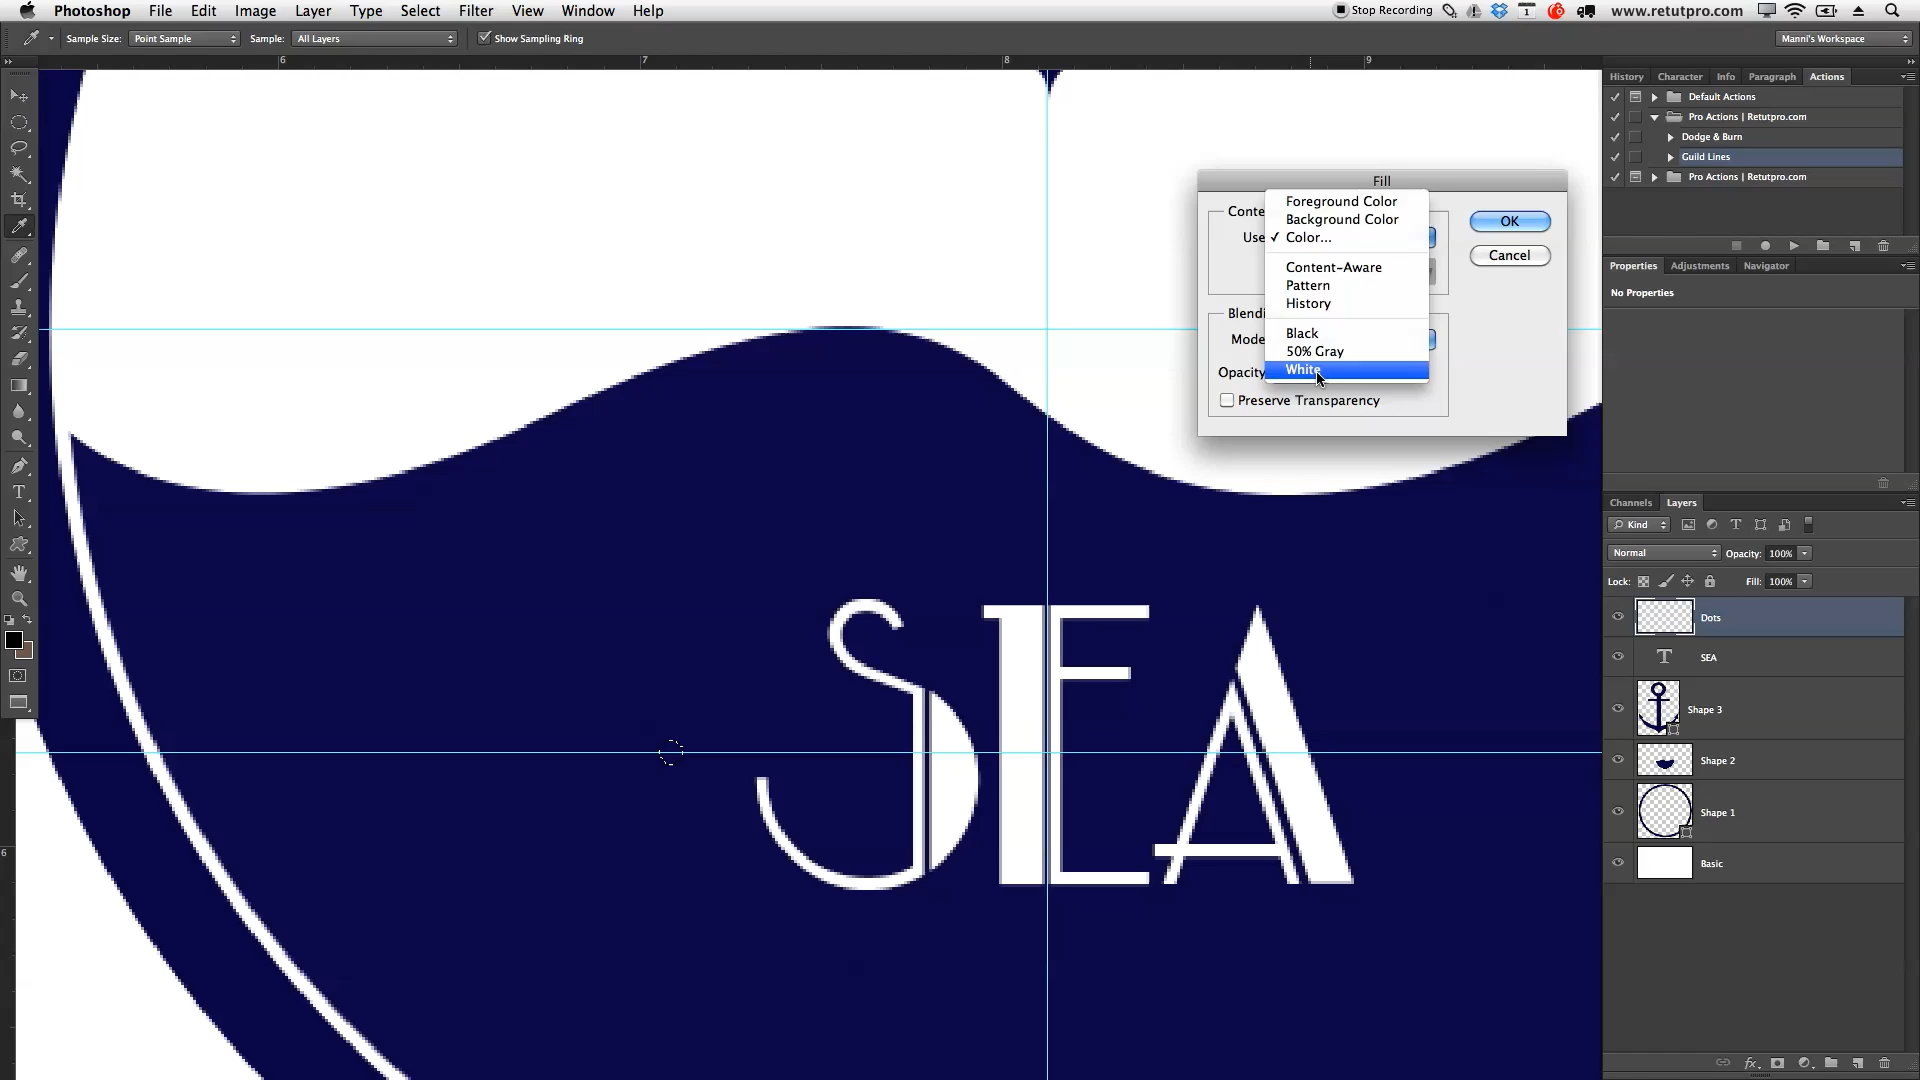 Photoshop File Edit Image Layer Type Select Filter View Window Help Stop Recording 1 www.retutpro.com
Sample Size: Point Sample Sample: All Layers Show Sampling Ring Manni's Workspace
6 7 8 9
History Character Info Paragraph Actions
Default Actions
Pro Actions | Retutpro.com
Dodge & Burn
Guild Lines
Pro Actions | Retutpro.com
Fill
Conte
Use
Foreground Color
Background Color
✓ Color...
Content-Aware
Pattern
History
Black
50% Gray
White
OK
Cancel
Blendi
Mode
Opacity
Preserve Transparency
Properties Adjustments Navigator
No Properties
Channels Layers
Kind
Normal Opacity: 100%
Lock: Fill: 100%
Dots
T SEA
Shape 3
Shape 2
Shape 1
Basic
SEA
6
fx